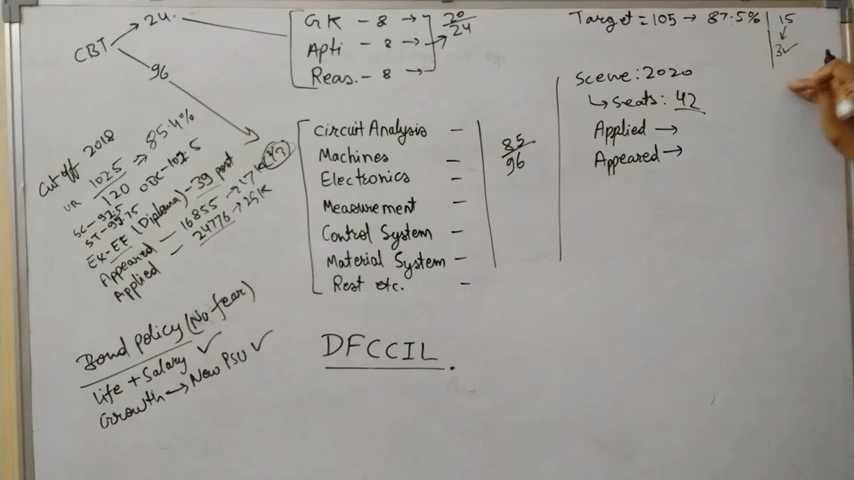 CBT
24.
96
GK - 8 →
Apti - 8 →
Reas. - 8 →
20/24
Target = 105 → 87.5%
15
3
Scene: 2020
↳ Seats: 42
Applied →
Appeared →
Circuit Analysis -
Machines -
Electronics -
Measurement -
Control System -
Material System -
Rest etc. -
85/96
Cut off 2018
UR 102.5/120 → 85.4%
OBC-102.5
SC-92.5
ST-
Ex-EE (Diploma) - 39 post
Appeared - 16855 → 17K
Applied - 24776 → 25K
Bond policy (No fear)
Life + Salary ✓
Growth → New PSU ✓
DFCCIL.